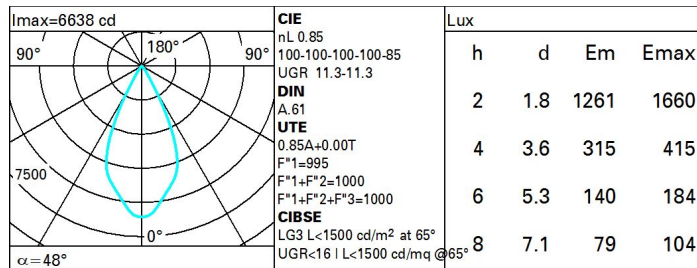 Imax=6638 cd
90° 180° 90°
7500
0°
α=48°
CIE
nL 0.85
100-100-100-100-85
UGR 11.3-11.3
DIN
A.61
UTE
0.85A+0.00T
F"1=995
F"1+F"2=1000
F"1+F"2+F"3=1000
CIBSE
LG3 L<1500 cd/m² at 65°
UGR<16 | L<1500 cd/mq @65°
Lux
h d Em Emax
2 1.8 1261 1660
4 3.6 315 415
6 5.3 140 184
8 7.1 79 104